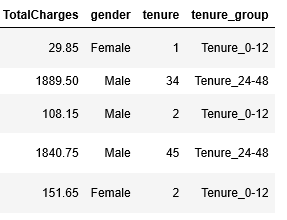 TotalCharges gender tenure tenure_group
29.85 Female 1 Tenure_0-12
1889.50 Male 34 Tenure_24-48
108.15 Male 2 Tenure_0-12
1840.75 Male 45 Tenure_24-48
151.65 Female 2 Tenure_0-12